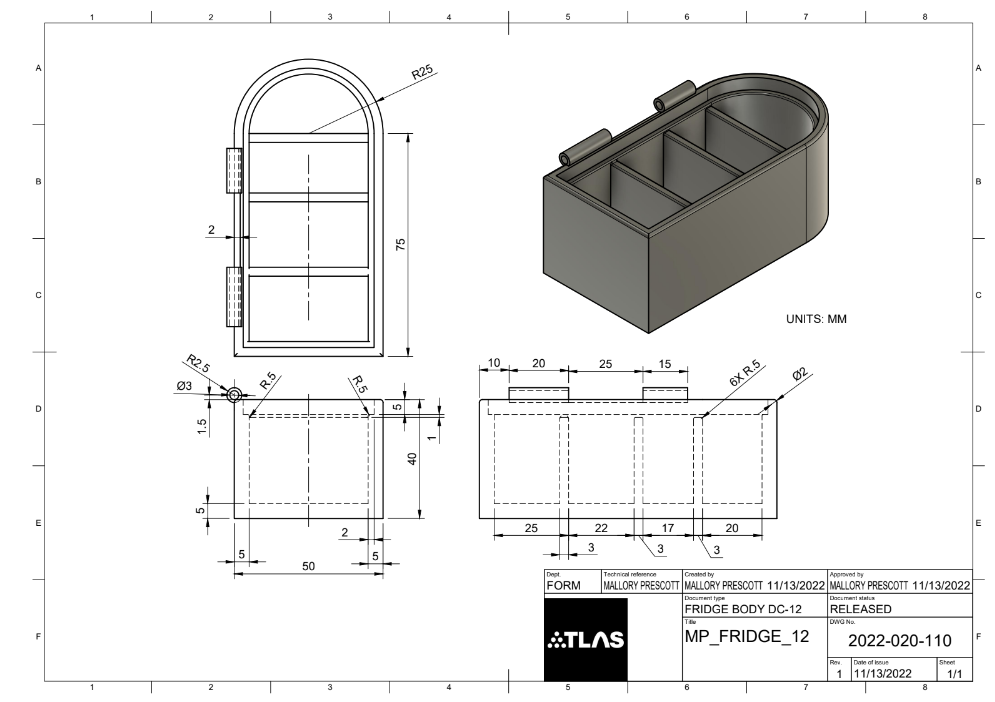 1 2 3 4 5 6 7 8
A A
R25
B B
2
75
C C
UNITS: MM
10 20 25 15
R2.5
R.5
R.5
6X R.5
Ø2
Ø3
D D
1.5
5
1
40
5
E E
25 22 17 20
2
3 3 3
5 5
50
Dept.
FORM
Technical reference
MALLORY PRESCOTT
Created by
MALLORY PRESCOTT 11/13/2022
Approved by
MALLORY PRESCOTT 11/13/2022
Document type
FRIDGE BODY DC-12
Document status
RELEASED
ATLAS
Title
MP_FRIDGE_12
DWG No.
2022-020-110
F F
Rev.
1
Date of issue
11/13/2022
Sheet
1/1
1 2 3 4 5 6 7 8